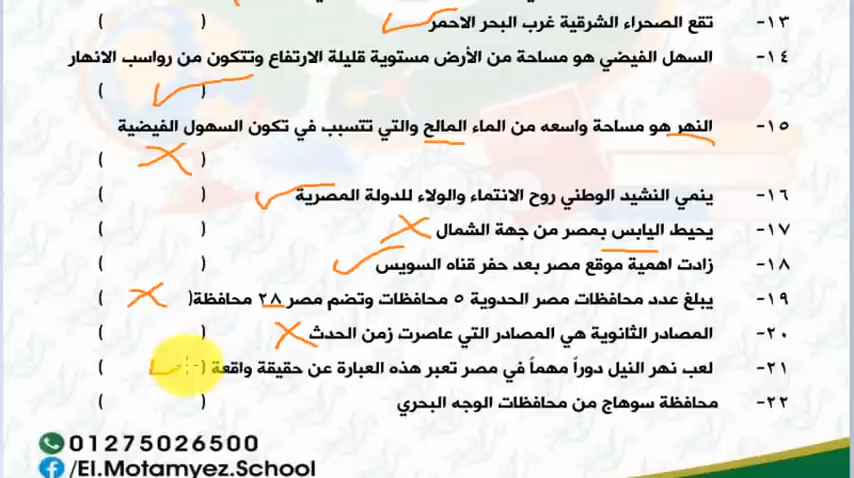 ١٣- تقع الصحراء الشرقية غرب البحر الاحمر ( )
١٤- السهل الفيضي هو مساحة من الأرض مستوية قليلة الارتفاع وتتكون من رواسب الانهار
( )
١٥- النهر هو مساحة واسعه من الماء المالح والتي تتسبب في تكون السهول الفيضية
( )
١٦- ينمي النشيد الوطني روح الانتماء والولاء للدولة المصرية ( )
١٧- يحيط اليابس بمصر من جهة الشمال ( )
١٨- زادت اهمية موقع مصر بعد حفر قناه السويس ( )
١٩- يبلغ عدد محافظات مصر الحدوية ٥ محافظات وتضم مصر ٢٨ محافظة( )
٢٠- المصادر الثانوية هي المصادر التي عاصرت زمن الحدث ( )
٢١- لعب نهر النيل دوراً مهماً في مصر تعبر هذه العبارة عن حقيقة واقعة ( )
٢٢- محافظة سوهاج من محافظات الوجه البحري ( )
01275026500
/El.Motamyez.School